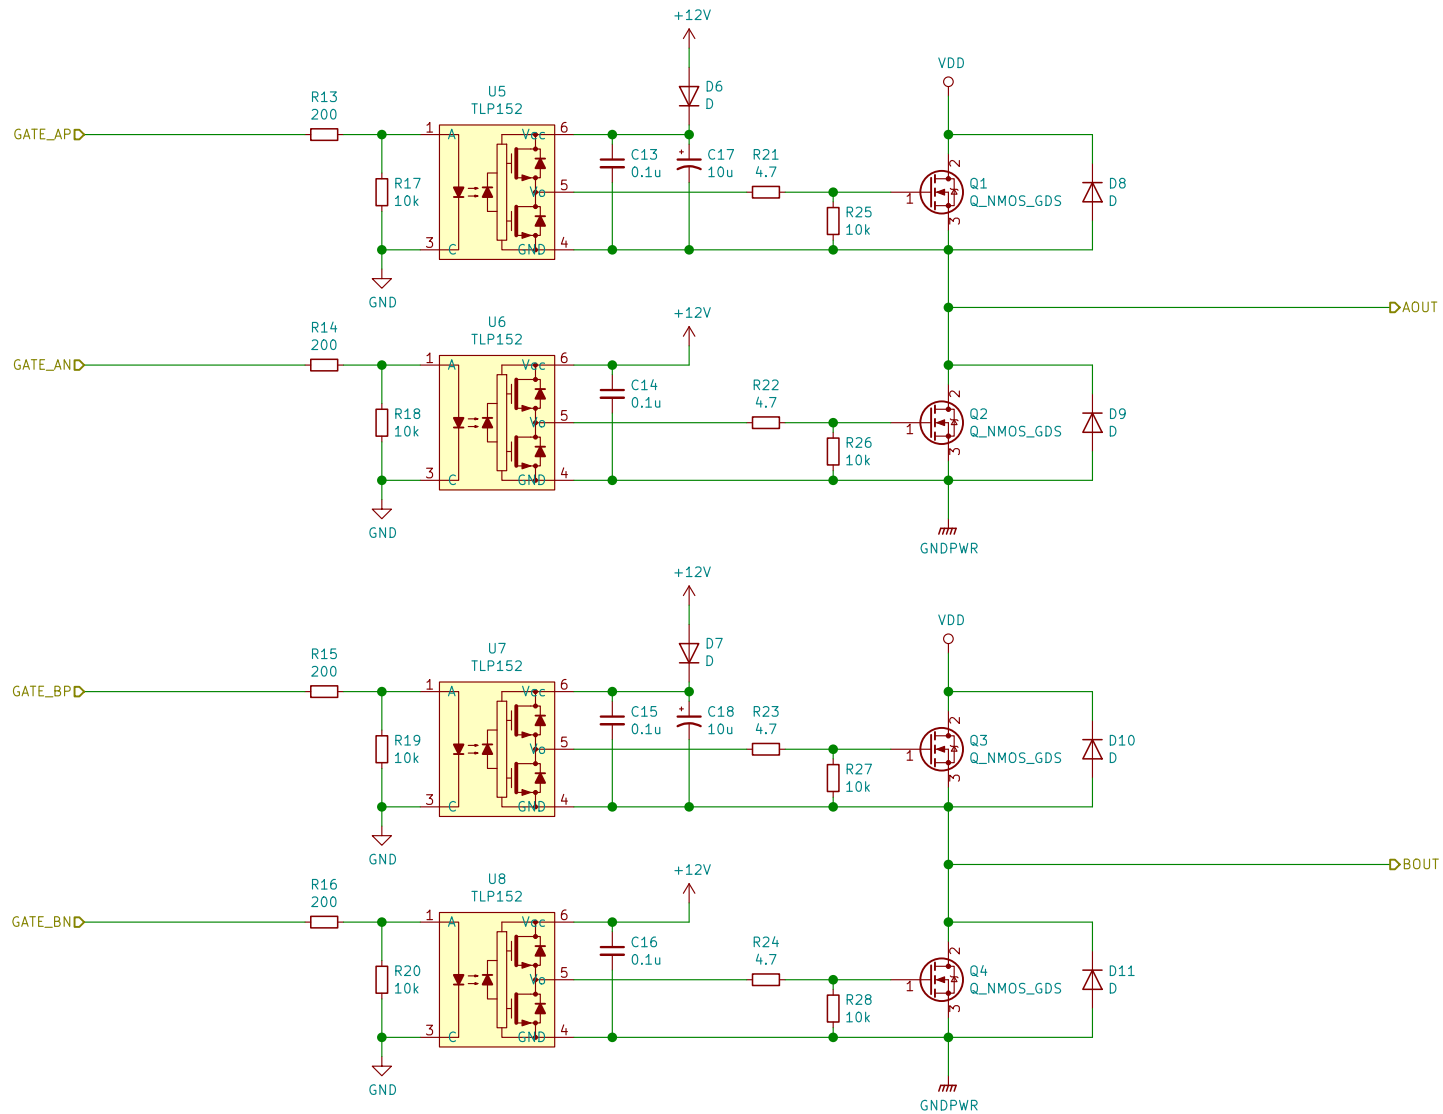 +12V
D6
D
VDD
R13
200
U5
TLP152
GATE_AP
1
A
Vcc
6
C13
0.1u
+
C17
10u
R21
4.7
2
Q1
Q_NMOS_GDS
D8
D
R17
10k
Vo
5
1
R25
10k
3
3
C
GND
4
GND
AOUT
+12V
R14
200
U6
TLP152
GATE_AN
1
A
Vcc
6
C14
0.1u
R22
4.7
2
Q2
Q_NMOS_GDS
D9
D
R18
10k
Vo
5
1
R26
10k
3
3
C
GND
4
GND
GNDPWR
+12V
D7
D
VDD
R15
200
U7
TLP152
GATE_BP
1
A
Vcc
6
C15
0.1u
+
C18
10u
R23
4.7
2
Q3
Q_NMOS_GDS
D10
D
R19
10k
Vo
5
1
R27
10k
3
3
C
GND
4
GND
BOUT
+12V
R16
200
U8
TLP152
GATE_BN
1
A
Vcc
6
C16
0.1u
R24
4.7
2
Q4
Q_NMOS_GDS
D11
D
R20
10k
Vo
5
1
R28
10k
3
3
C
GND
4
GND
GNDPWR